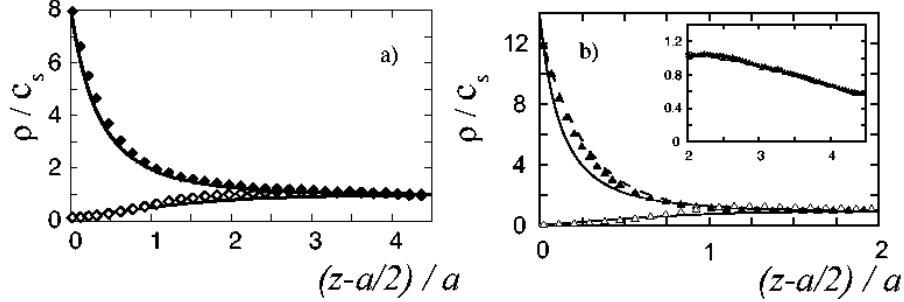 a)
ρ / c_s
8
6
4
2
0
0 1 2 3 4
(z-a/2) / a
b)
ρ / c_s
12
8
4
0
0 1 2
(z-a/2) / a
1.2
0.8
0.4
0
2 3 4